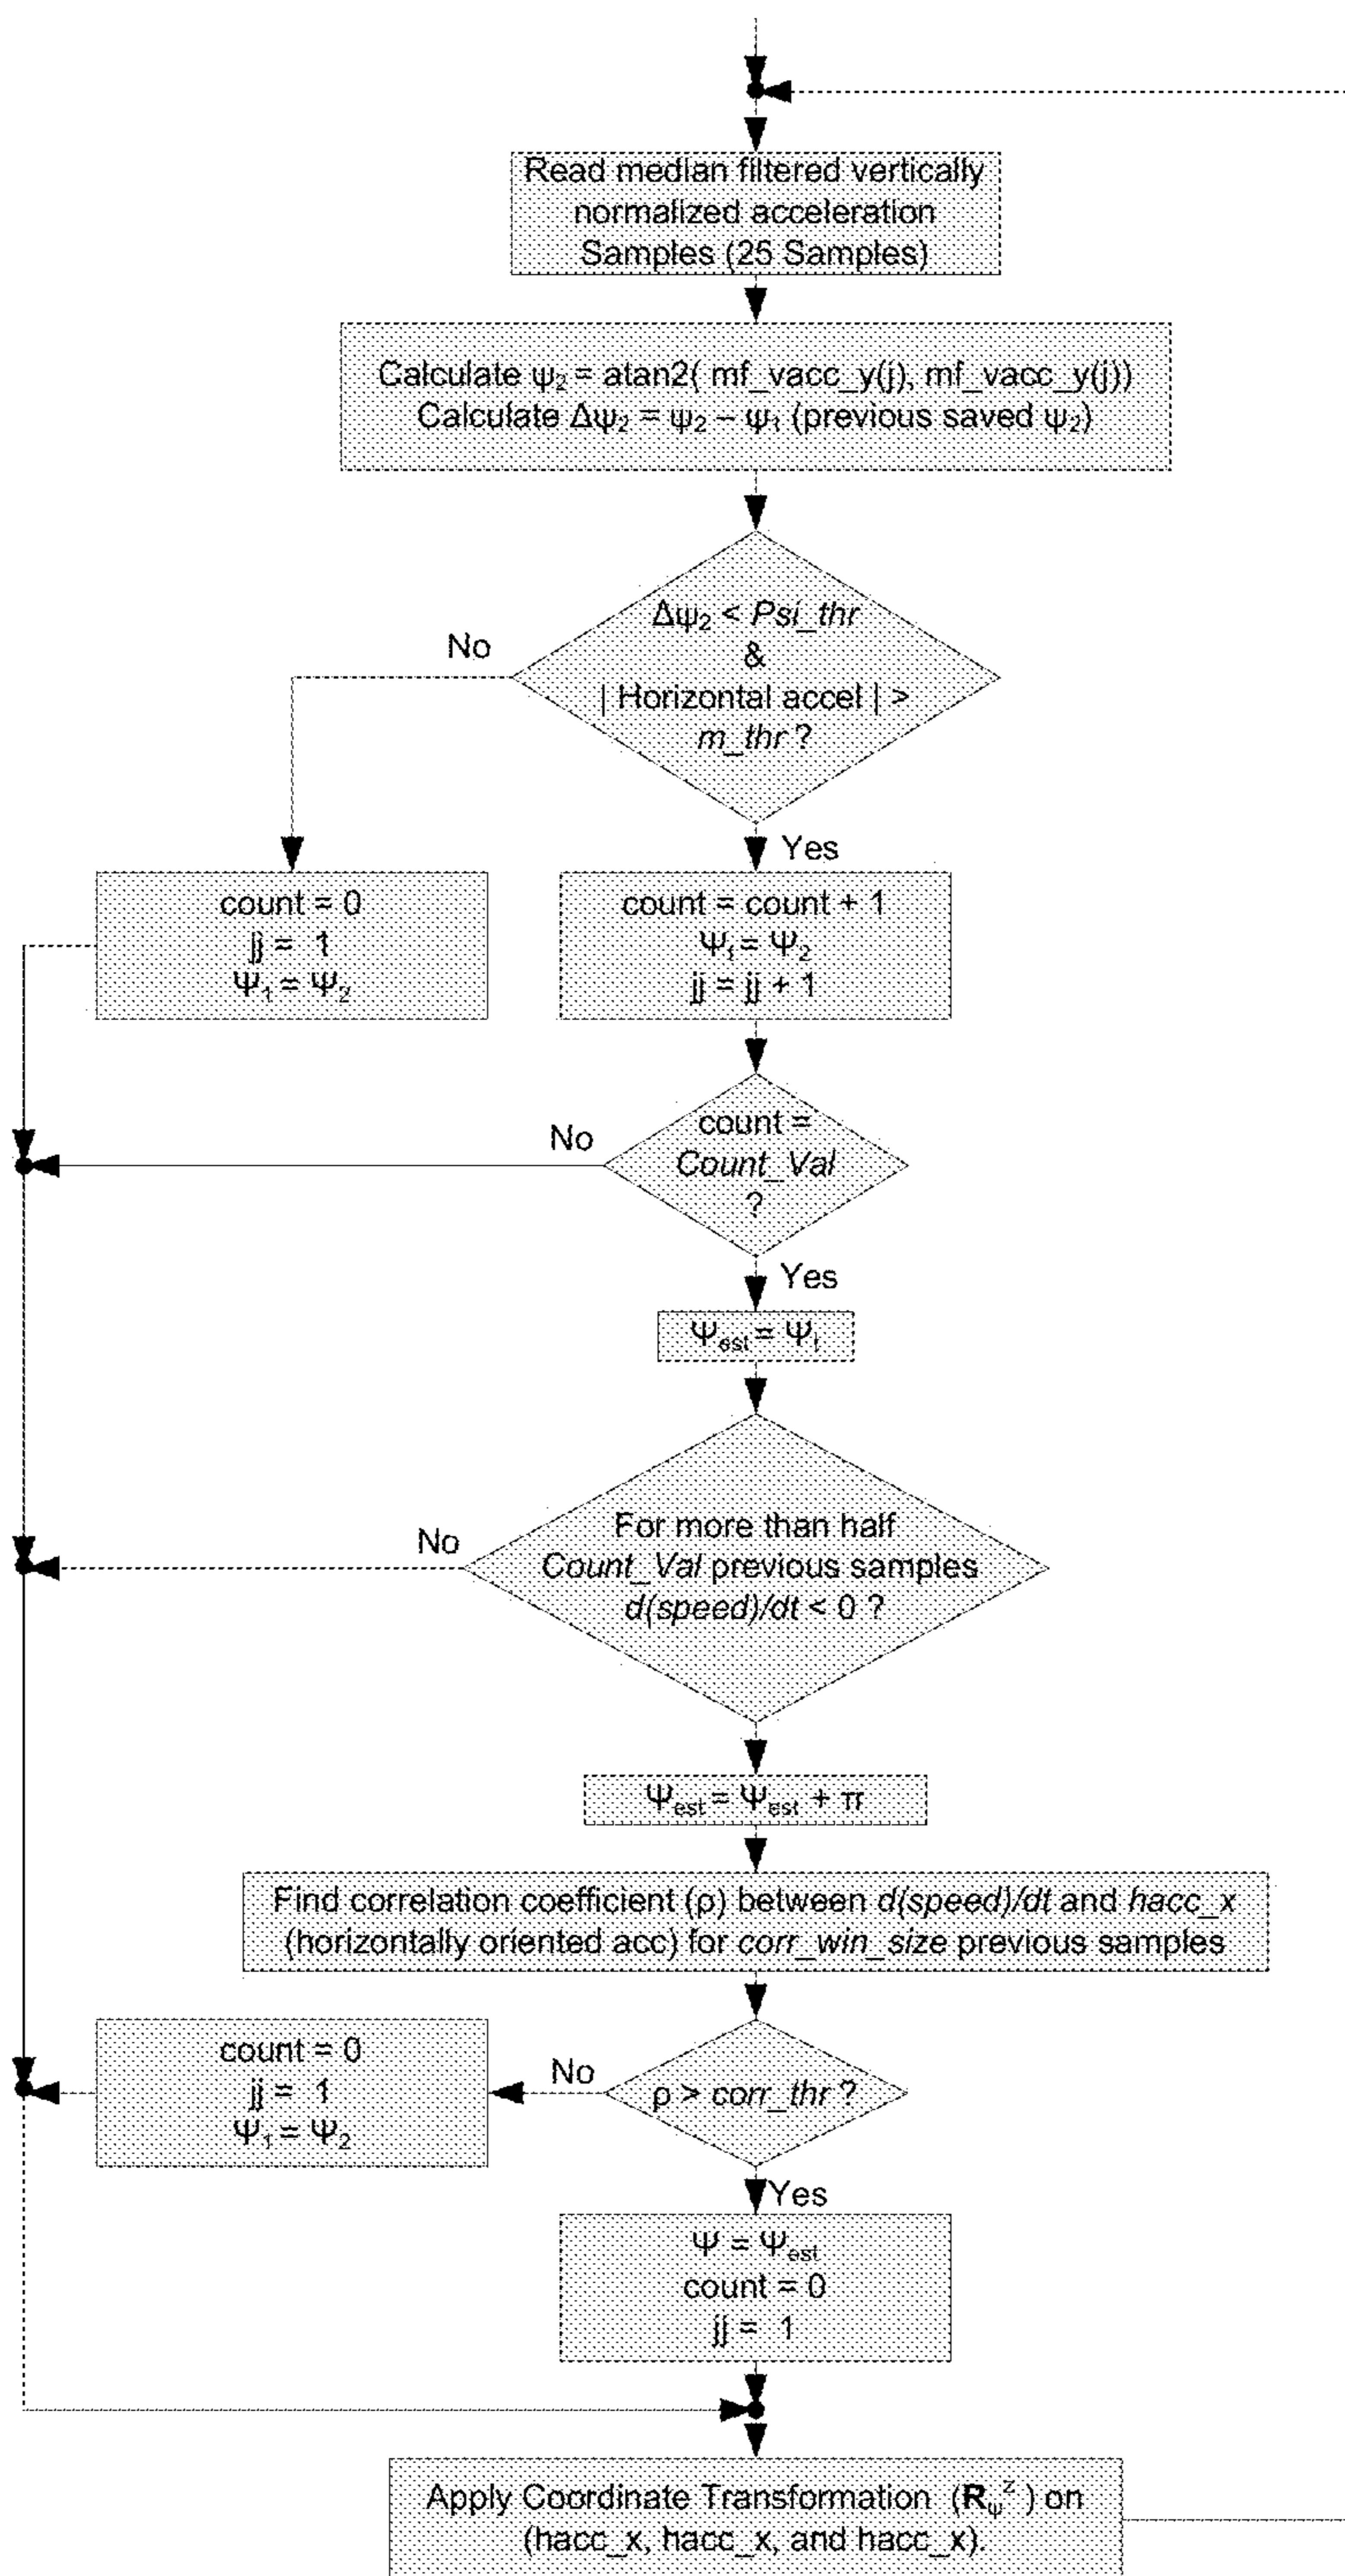 Read median filtered vertically
normalized acceleration
Samples (25 Samples)
Calculate ψ₂ = atan2( mf_vacc_y(j), mf_vacc_y(j))
Calculate Δψ₂ = ψ₂ – ψ₁ (previous saved ψ₂)
Δψ₂ < Psi_thr
&
| Horizontal accel | >
m_thr ?
No
Yes
count = 0
jj = 1
Ψ₁ = Ψ₂
count = count + 1
Ψₜ = Ψ₂
jj = jj + 1
count =
Count_Val
?
No
Yes
Ψest = Ψₜ
For more than half
Count_Val previous samples
d(speed)/dt < 0 ?
No
Ψest = Ψest + π
Find correlation coefficient (ρ) between d(speed)/dt and hacc_x
(horizontally oriented acc) for corr_win_size previous samples
count = 0
jj = 1
Ψ₁ = Ψ₂
No
ρ > corr_thr ?
Yes
Ψ = Ψest
count = 0
jj = 1
Apply Coordinate Transformation (Rψᶻ ) on
(hacc_x, hacc_x, and hacc_x).